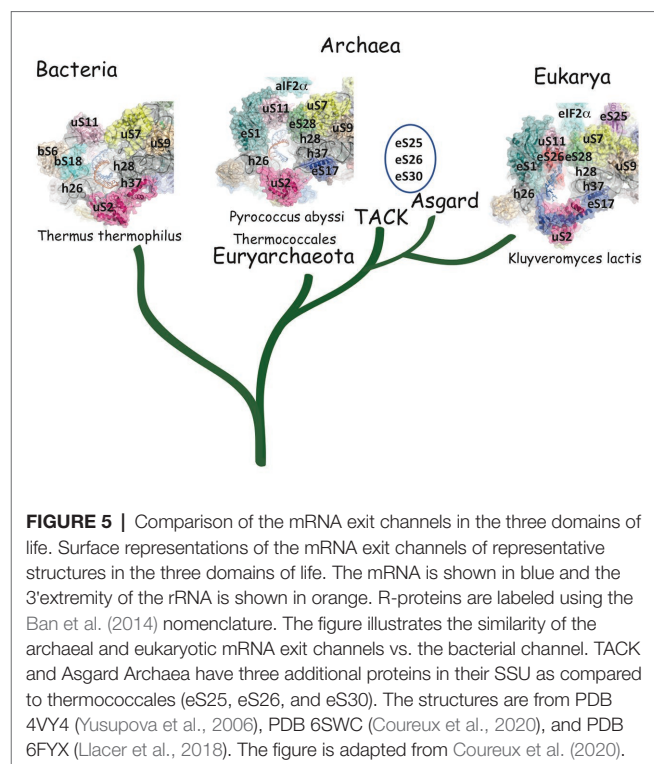 Archaea
Bacteria
Eukarya
uS11
uS7
bS6
bS18
uS9
h28
h26
h37
uS2
Thermus thermophilus
aIF2α
uS11
uS7
eS1
eS28
uS9
h28
h26
eS17
uS2
Pyrococcus abyssi
Thermococcales
Euryarchaeota
eS25
eS26
eS30
TACK
Asgard
eIF2α
eS25
uS11
uS7
eS1
eS26
eS28
uS9
h28
h37
h26
eS17
uS2
Kluyveromyces lactis
FIGURE 5 | Comparison of the mRNA exit channels in the three domains of
life. Surface representations of the mRNA exit channels of representative
structures in the three domains of life. The mRNA is shown in blue and the
3'extremity of the rRNA is shown in orange. R-proteins are labeled using the
Ban et al. (2014) nomenclature. The figure illustrates the similarity of the
archaeal and eukaryotic mRNA exit channels vs. the bacterial channel. TACK
and Asgard Archaea have three additional proteins in their SSU as compared
to thermococcales (eS25, eS26, and eS30). The structures are from PDB
4VY4 (Yusupova et al., 2006), PDB 6SWC (Coureux et al., 2020), and PDB
6FYX (Llacer et al., 2018). The figure is adapted from Coureux et al. (2020).